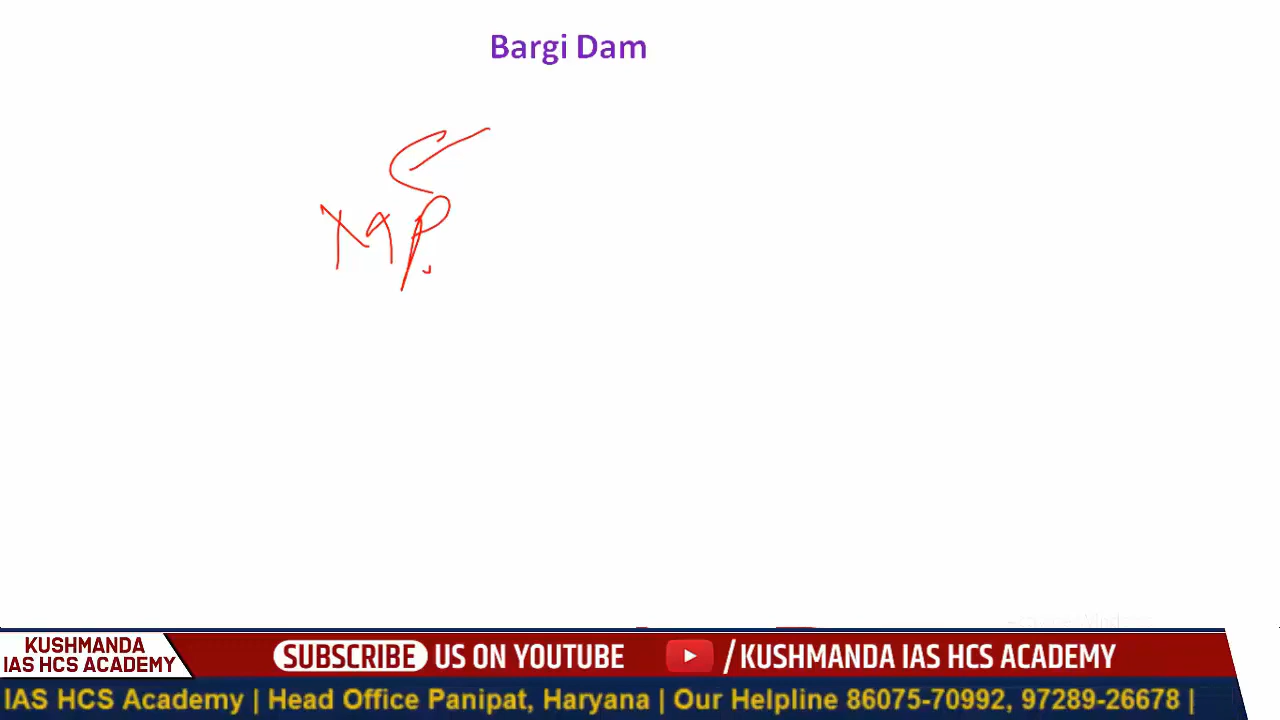 Bargi Dam
MP
KUSHMANDA
IAS HCS ACADEMY
SUBSCRIBE US ON YOUTUBE
/KUSHMANDA IAS HCS ACADEMY
IAS HCS Academy | Head Office Panipat, Haryana | Our Helpline 86075-70992, 97289-26678 |